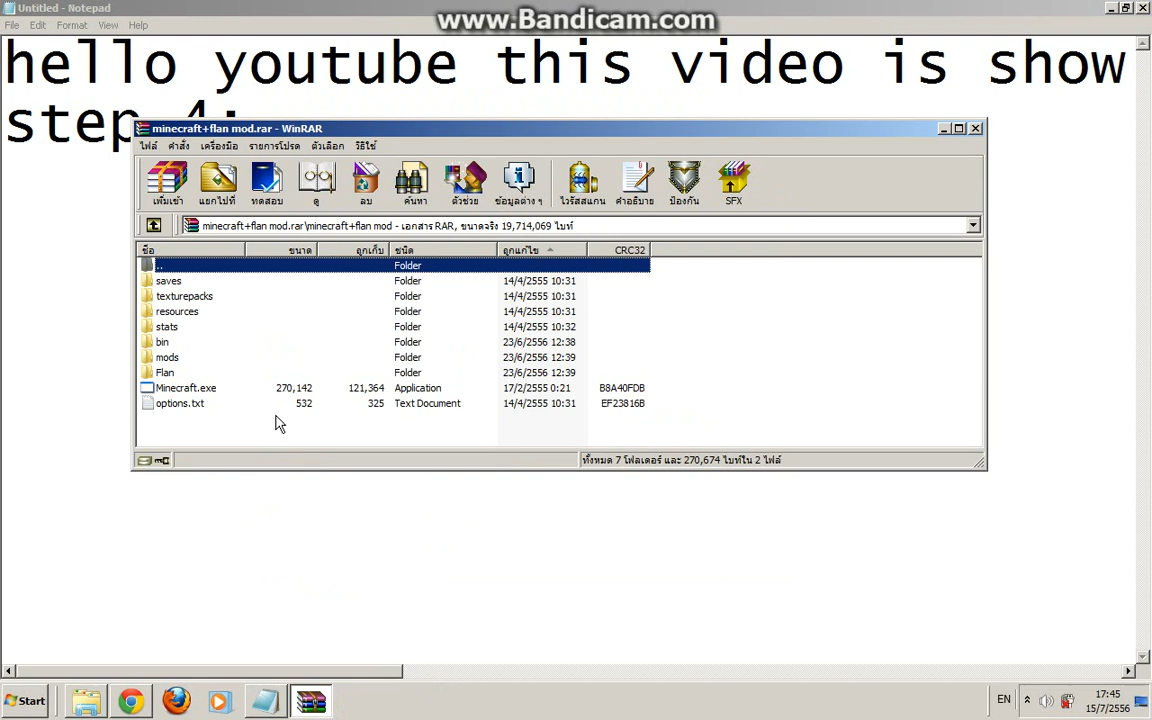 Untitled - Notepad
www.Bandicam.com
File Edit Format View Help
hello youtube this video is show
step 4:
minecraft+flan mod.rar - WinRAR
ไฟล์ คำสั่ง เครื่องมือ รายการโปรด ตัวเลือก วิธีใช้
เพิ่มเข้า แยกไปที่ ทดสอบ ดู ลบ ค้นหา ตัวช่วย ข้อมูลต่าง ๆ ไวรัสสแกน คำอธิบาย ป้องกัน SFX
minecraft+flan mod.rar\minecraft+flan mod - เอกสาร RAR, ขนาดจริง 19,714,069 ไบท์
ชื่อ ขนาด ถูกเก็บ ชนิด ถูกแก้ไข CRC32
.. Folder
saves Folder 14/4/2555 10:31
texturepacks Folder 14/4/2555 10:31
resources Folder 14/4/2555 10:31
stats Folder 14/4/2555 10:32
bin Folder 23/6/2556 12:38
mods Folder 23/6/2556 12:39
Flan Folder 23/6/2556 12:39
Minecraft.exe 270,142 121,364 Application 17/2/2555 0:21 B8A40FDB
options.txt 532 325 Text Document 14/4/2555 10:31 EF23816B
ทั้งหมด 7 โฟลเดอร์ และ 270,674 ไบท์ใน 2 ไฟล์
Start
EN
17:45
15/7/2556